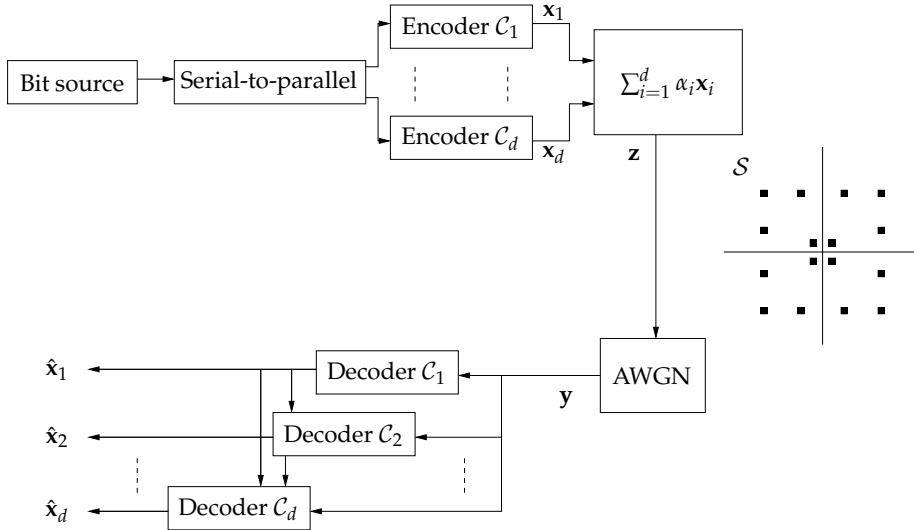 Encoder 𝒞₁
x₁
Bit source
Serial-to-parallel
∑ᵢ₌₁ᵈ αᵢxᵢ
Encoder 𝒞_d
x_d
z
𝒮
x̂₁
Decoder 𝒞₁
y
AWGN
x̂₂
Decoder 𝒞₂
x̂_d
Decoder 𝒞_d